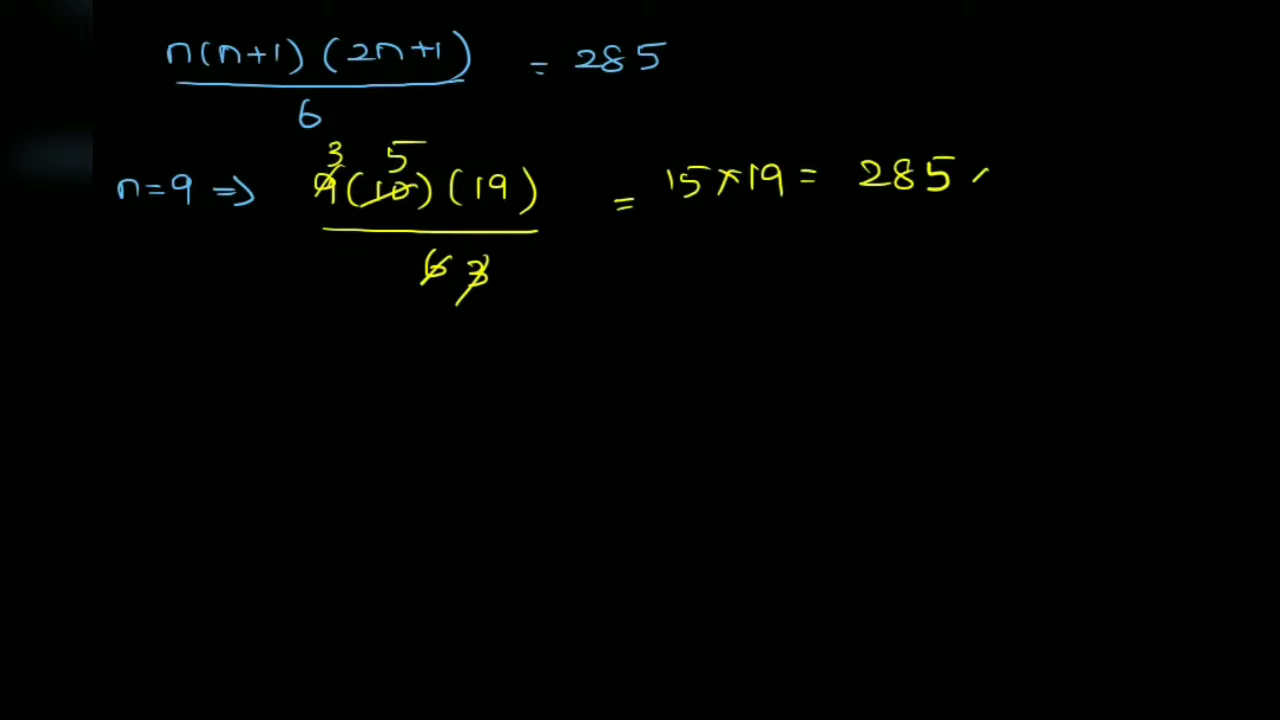 n(n+1)(2n+1)/6 = 285
n=9 => 9(10)(19)/6 3 = 15×19 = 285
3 5